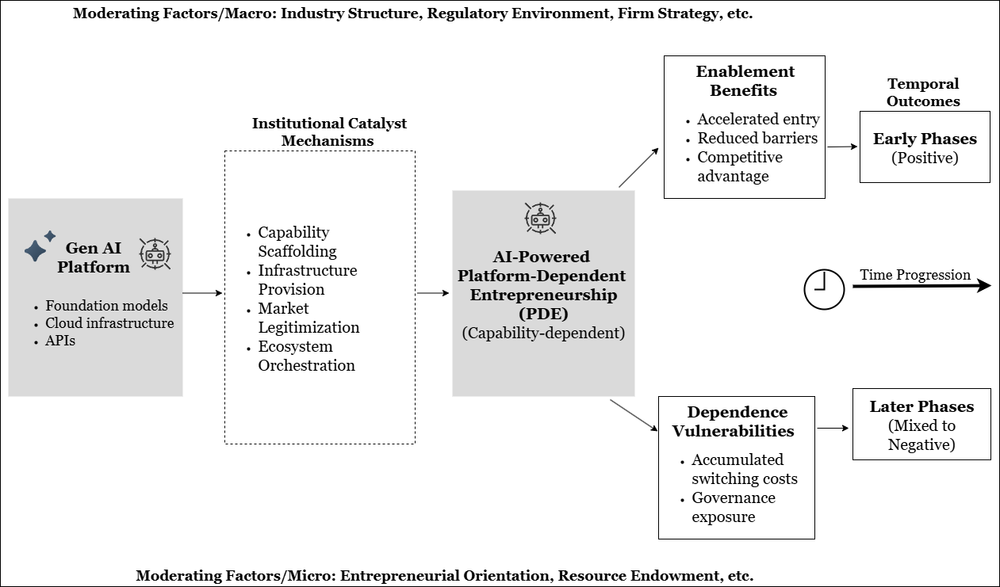 Moderating Factors/Macro: Industry Structure, Regulatory Environment, Firm Strategy, etc.
Gen AI
Platform
Foundation models
Cloud infrastructure
APIs
Institutional Catalyst
Mechanisms
Capability
Scaffolding
Infrastructure
Provision
Market
Legitimization
Ecosystem
Orchestration
AI-Powered
Platform-Dependent
Entrepreneurship
(PDE)
(Capability-dependent)
Enablement
Benefits
Accelerated entry
Reduced barriers
Competitive
advantage
Temporal
Outcomes
Early Phases
(Positive)
Time Progression
Dependence
Vulnerabilities
Accumulated
switching costs
Governance
exposure
Later Phases
(Mixed to
Negative)
Moderating Factors/Micro: Entrepreneurial Orientation, Resource Endowment, etc.